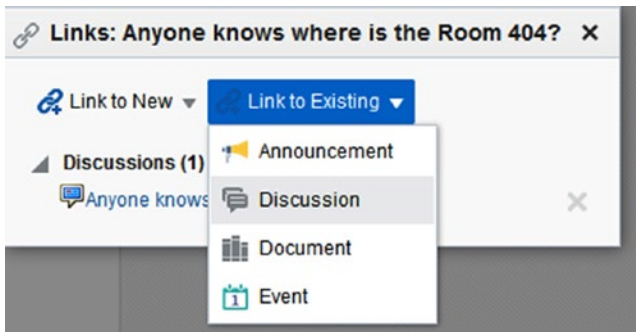 Links: Anyone knows where is the Room 404?
Link to New Link to Existing
Announcement
Discussions (1)
Anyone knows Discussion
Document
1 Event